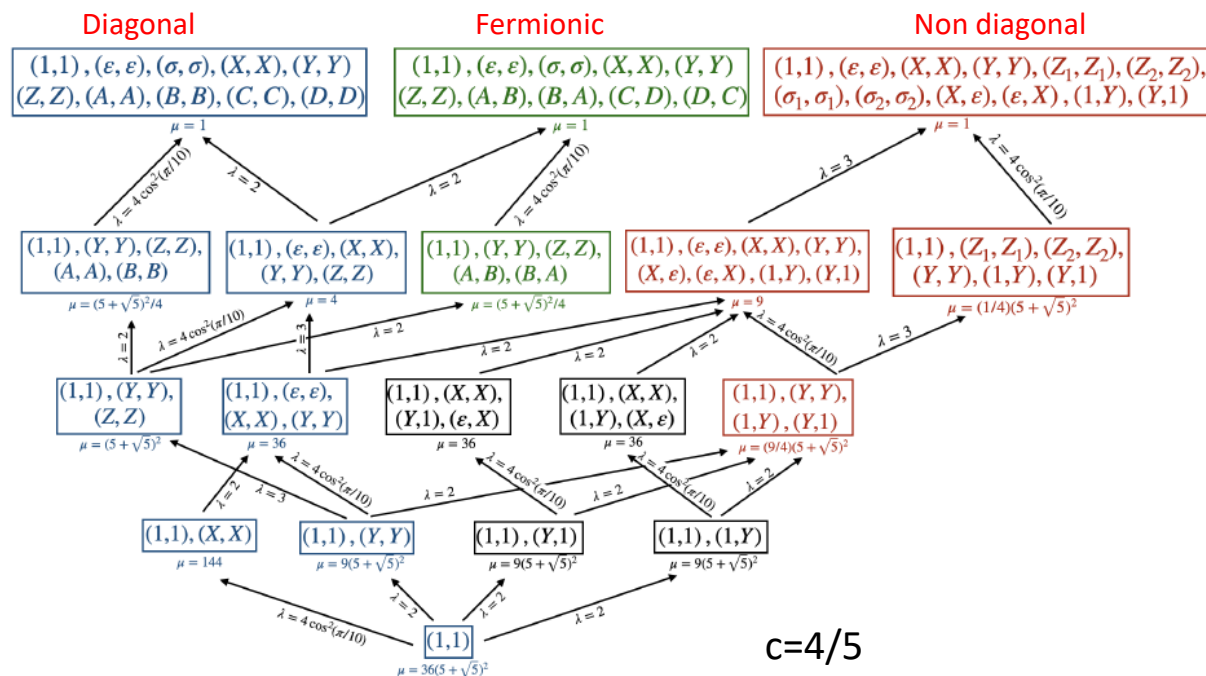 Diagonal
Fermionic
Non diagonal
(1,1) , (ε, ε), (σ, σ), (X, X), (Y, Y)
(Z, Z), (A, A), (B, B), (C, C), (D, D)
μ = 1
(1,1) , (ε, ε), (σ, σ), (X, X), (Y, Y)
(Z, Z), (A, B), (B, A), (C, D), (D, C)
μ = 1
(1,1) , (ε, ε), (X, X), (Y, Y), (Z₁, Z₁), (Z₂, Z₂),
(σ₁, σ₁), (σ₂, σ₂), (X, ε), (ε, X) , (1,Y), (Y,1)
μ = 1
λ = 4 cos²(π/10)
λ = 2
λ = 2
λ = 4 cos²(π/10)
λ = 3
λ = 4 cos²(π/10)
(1,1) , (Y, Y), (Z, Z),
(A, A), (B, B)
μ = (5 + √5)²/4
(1,1) , (ε, ε), (X, X),
(Y, Y), (Z, Z)
μ = 4
(1,1) , (Y, Y), (Z, Z),
(A, B), (B, A)
μ = (5 + √5)²/4
(1,1) , (ε, ε), (X, X), (Y, Y),
(X, ε), (ε, X) , (1,Y), (Y,1)
μ = 9
(1,1) , (Z₁, Z₁), (Z₂, Z₂),
(Y, Y), (1,Y), (Y,1)
μ = (1/4)(5 + √5)²
λ = 2
λ = 4 cos²(π/10)
λ = 2
λ = 3
λ = 2
λ = 2
λ = 2
λ = 4 cos²(π/10)
λ = 3
(1,1) , (Y, Y),
(Z, Z)
μ = (5 + √5)²
(1,1) , (ε, ε),
(X, X) , (Y, Y)
μ = 36
(1,1) , (X, X),
(Y,1), (ε, X)
μ = 36
(1,1) , (X, X),
(1,Y), (X, ε)
μ = 36
(1,1) , (Y, Y),
(1,Y) , (Y,1)
μ = (9/4)(5 + √5)²
λ = 2
λ = 3
λ = 4 cos²(π/10)
λ = 2
λ = 4 cos²(π/10)
λ = 2
λ = 4 cos²(π/10)
λ = 2
(1,1), (X, X)
μ = 144
(1,1) , (Y, Y)
μ = 9(5 + √5)²
(1,1) , (Y,1)
μ = 9(5 + √5)²
(1,1) , (1,Y)
μ = 9(5 + √5)²
λ = 4 cos²(π/10)
λ = 2
λ = 2
λ = 2
(1,1)
μ = 36(5 + √5)²
c=4/5